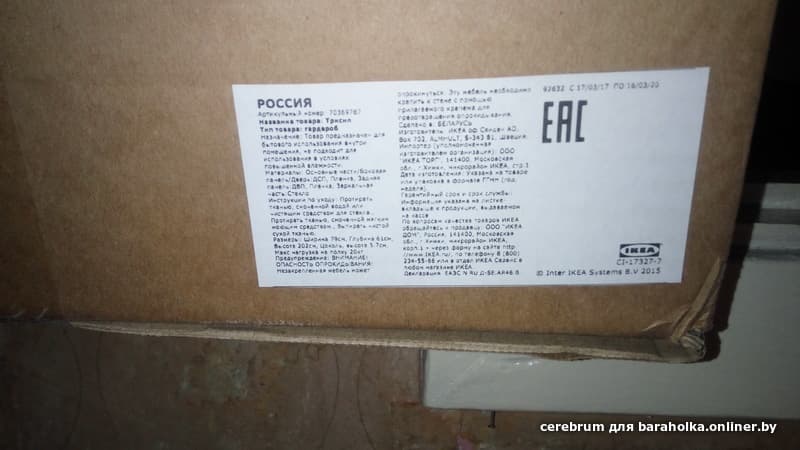 РОССИЯ
Артикульный номер: 70369767
Название товара: Трисил
Тип товара: гардероб
Назначение: Товар предназначен для
бытового использования внутри
помещения, не подходит для
использования в условиях
повышенной влажности.
Материалы: Основные части/Боковая
панель/Дверь:ДСП, Пленка, Задняя
панель:ДВП, Пленка, Зеркальная
часть:Стекло
Инструкции по уходу: Протирать
тканью, смоченной водой или
чистящим средством для стекла.
Протирать тканью, смоченной мягким
моющим средством. Вытирать чистой
сухой тканью.
Размеры: Ширина 79см, Глубина 61см,
Высота 202см, Цоколь, высота 5.7см,
Макс нагрузка на полку 20кг
Предупреждение: ВНИМАНИЕ!
ОПАСНОСТЬ ОПРОКИДЫВАНИЯ!
Незакрепленная мебель может
опрокинуться. Эту мебель необходимо
крепить к стене с помощью
прилагаемого крепежа для
предотвращения опрокидывания.
Сделано в: БЕЛАРУСЬ
Изготовитель: ИКЕА оф Свиден АО,
Box 702, ALMHULT, S-343 81, Швеция
Импортер (уполномоченная
изготовителем организация): ООО
"ИКЕА ТОРГ", 141400, Московская
обл., г Химки, микрорайон ИКЕА, стр.1
Дата изготовления: Указана на товаре
или упаковке в формате ГГНН (год,
неделя).
Гарантийный срок и срок службы:
Информация указана на листке-
вкладыше к продукции, выдаваемом
на кассе
По вопросам качества товаров ИКЕА
обращайтесь к продавцу: ООО "ИКЕА
ДОМ", Россия, 141400, Московская
обл., г Химки, микрорайон ИКЕА,
корп.1 • через форму на сайте http:
//www.IKEA.ru/, по телефону 8 (800)
234-55-66 или в отдел ИКЕА Сервис в
любом магазине ИКЕА
Декларация ЕАЭС N RU Д-SE.АЯ46.В.
92632 С 17/03/17 ПО 16/03/20
EAC
IKEA
CI-17327-7
© Inter IKEA Systems B.V 2015
cerebrum для baraholka.onliner.by